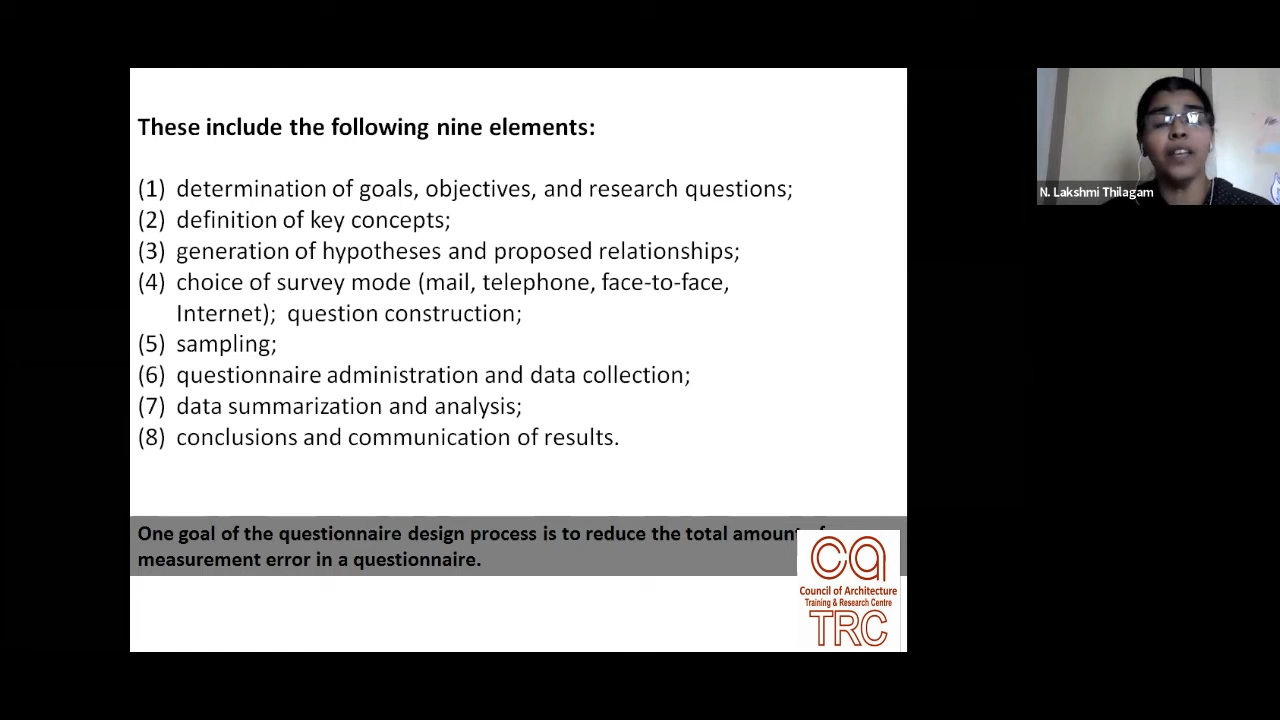 These include the following nine elements:
(1) determination of goals, objectives, and research questions;
(2) definition of key concepts;
(3) generation of hypotheses and proposed relationships;
(4) choice of survey mode (mail, telephone, face-to-face,
Internet); question construction;
(5) sampling;
(6) questionnaire administration and data collection;
(7) data summarization and analysis;
(8) conclusions and communication of results.
One goal of the questionnaire design process is to reduce the total amount
measurement error in a questionnaire.
ca
Council of Architecture
Training & Research Centre
TRC
N. Lakshmi Thilagam